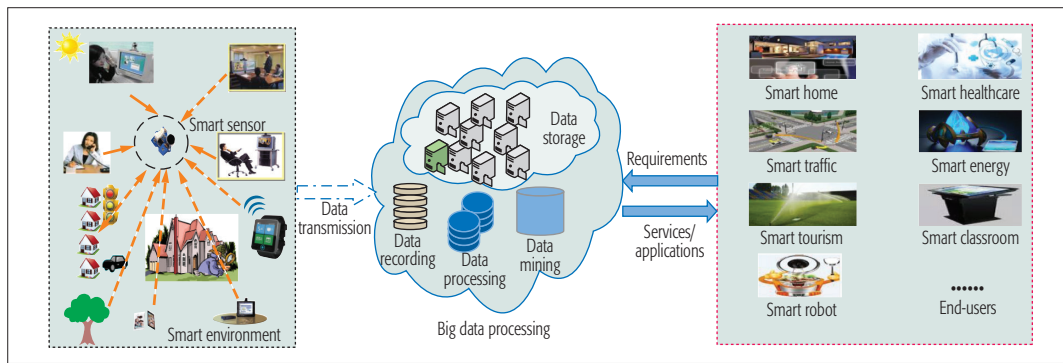 Smart sensor
Smart environment
Data
transmission
Data
storage
Data
recording
Data
processing
Data
mining
Big data processing
Requirements
Services/
applications
Smart home
Smart healthcare
Smart traffic
Smart energy
Smart tourism
Smart classroom
Smart robot
......
End-users